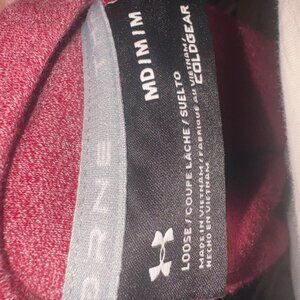 MD/M/M
LOOSE / COUPE LÂCHE / SUELTO
MADE IN VIETNAM / FABRIQUÉ AU VIETNAM /
HECHO EN VIETNAM
COLDGEAR